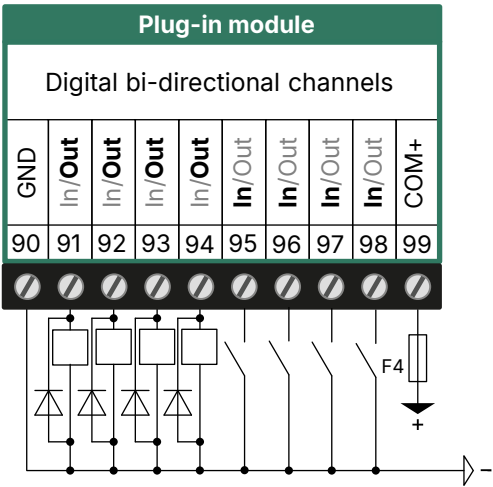 Plug-in module
Digital bi-directional channels
GND In/Out In/Out In/Out In/Out In/Out In/Out In/Out In/Out COM+
90 91 92 93 94 95 96 97 98 99
F4
+
-